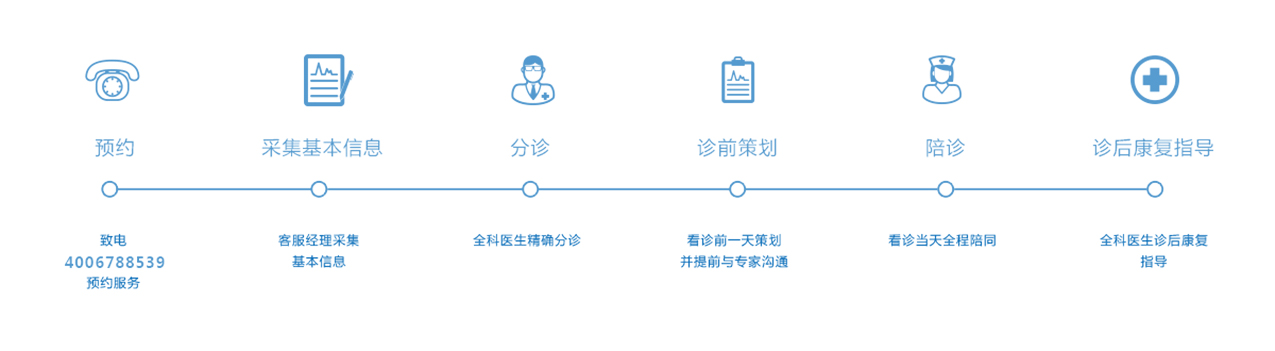 预约
采集基本信息
分诊
诊前策划
陪诊
诊后康复指导
致电
4006788539
预约服务
客服经理采集
基本信息
全科医生精确分诊
看诊前一天策划
并提前与专家沟通
看诊当天全程陪同
全科医生诊后康复
指导